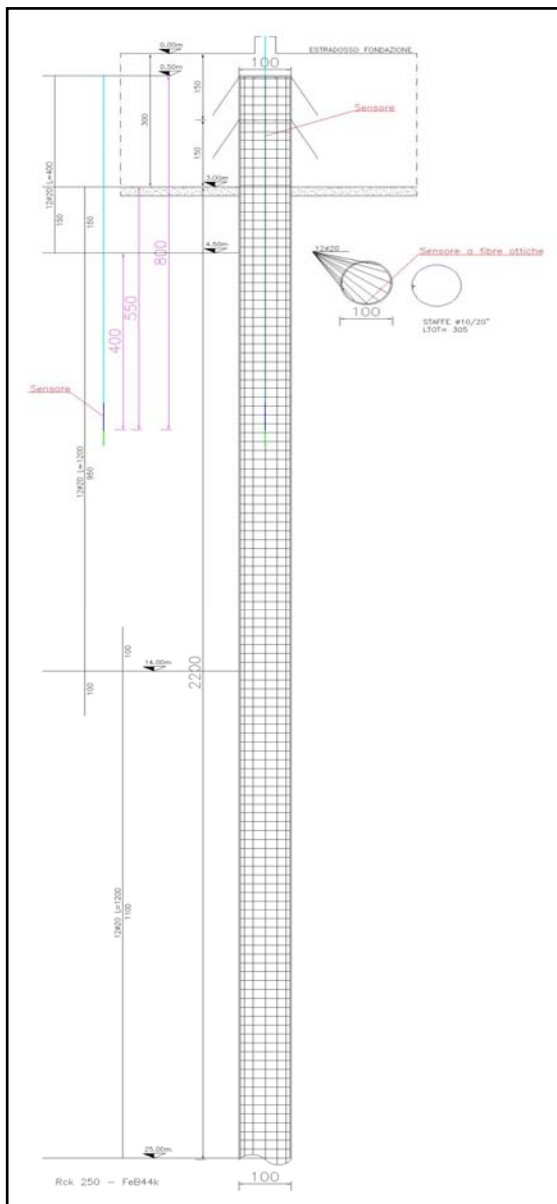 0.00m
ESTRADOSSO FONDAZIONE
0.50m
100
150
Sensore
300
150
12ø20 L=400
150
150
3.00m
800
4.50m
12ø20
Sensore a fibre ottiche
550
400
100
STAFFE ø10/20"
LTOT= 305
Sensore
12ø20 L=1200
950
100
14.00m
2200
100
12ø20 L=1200
1100
25.00m
Rck 250 - FeB44k
100